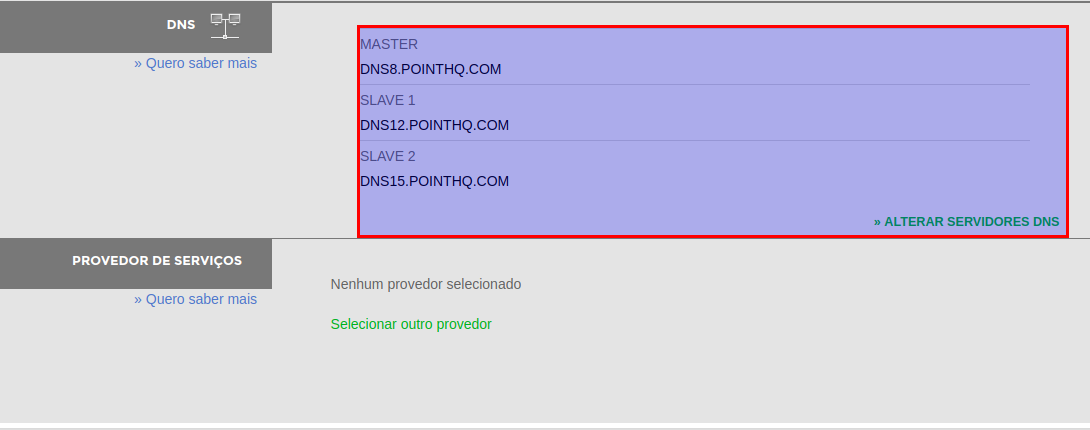 DNS
» Quero saber mais
MASTER
DNS8.POINTHQ.COM
SLAVE 1
DNS12.POINTHQ.COM
SLAVE 2
DNS15.POINTHQ.COM
» ALTERAR SERVIDORES DNS
PROVEDOR DE SERVIÇOS
» Quero saber mais
Nenhum provedor selecionado
Selecionar outro provedor